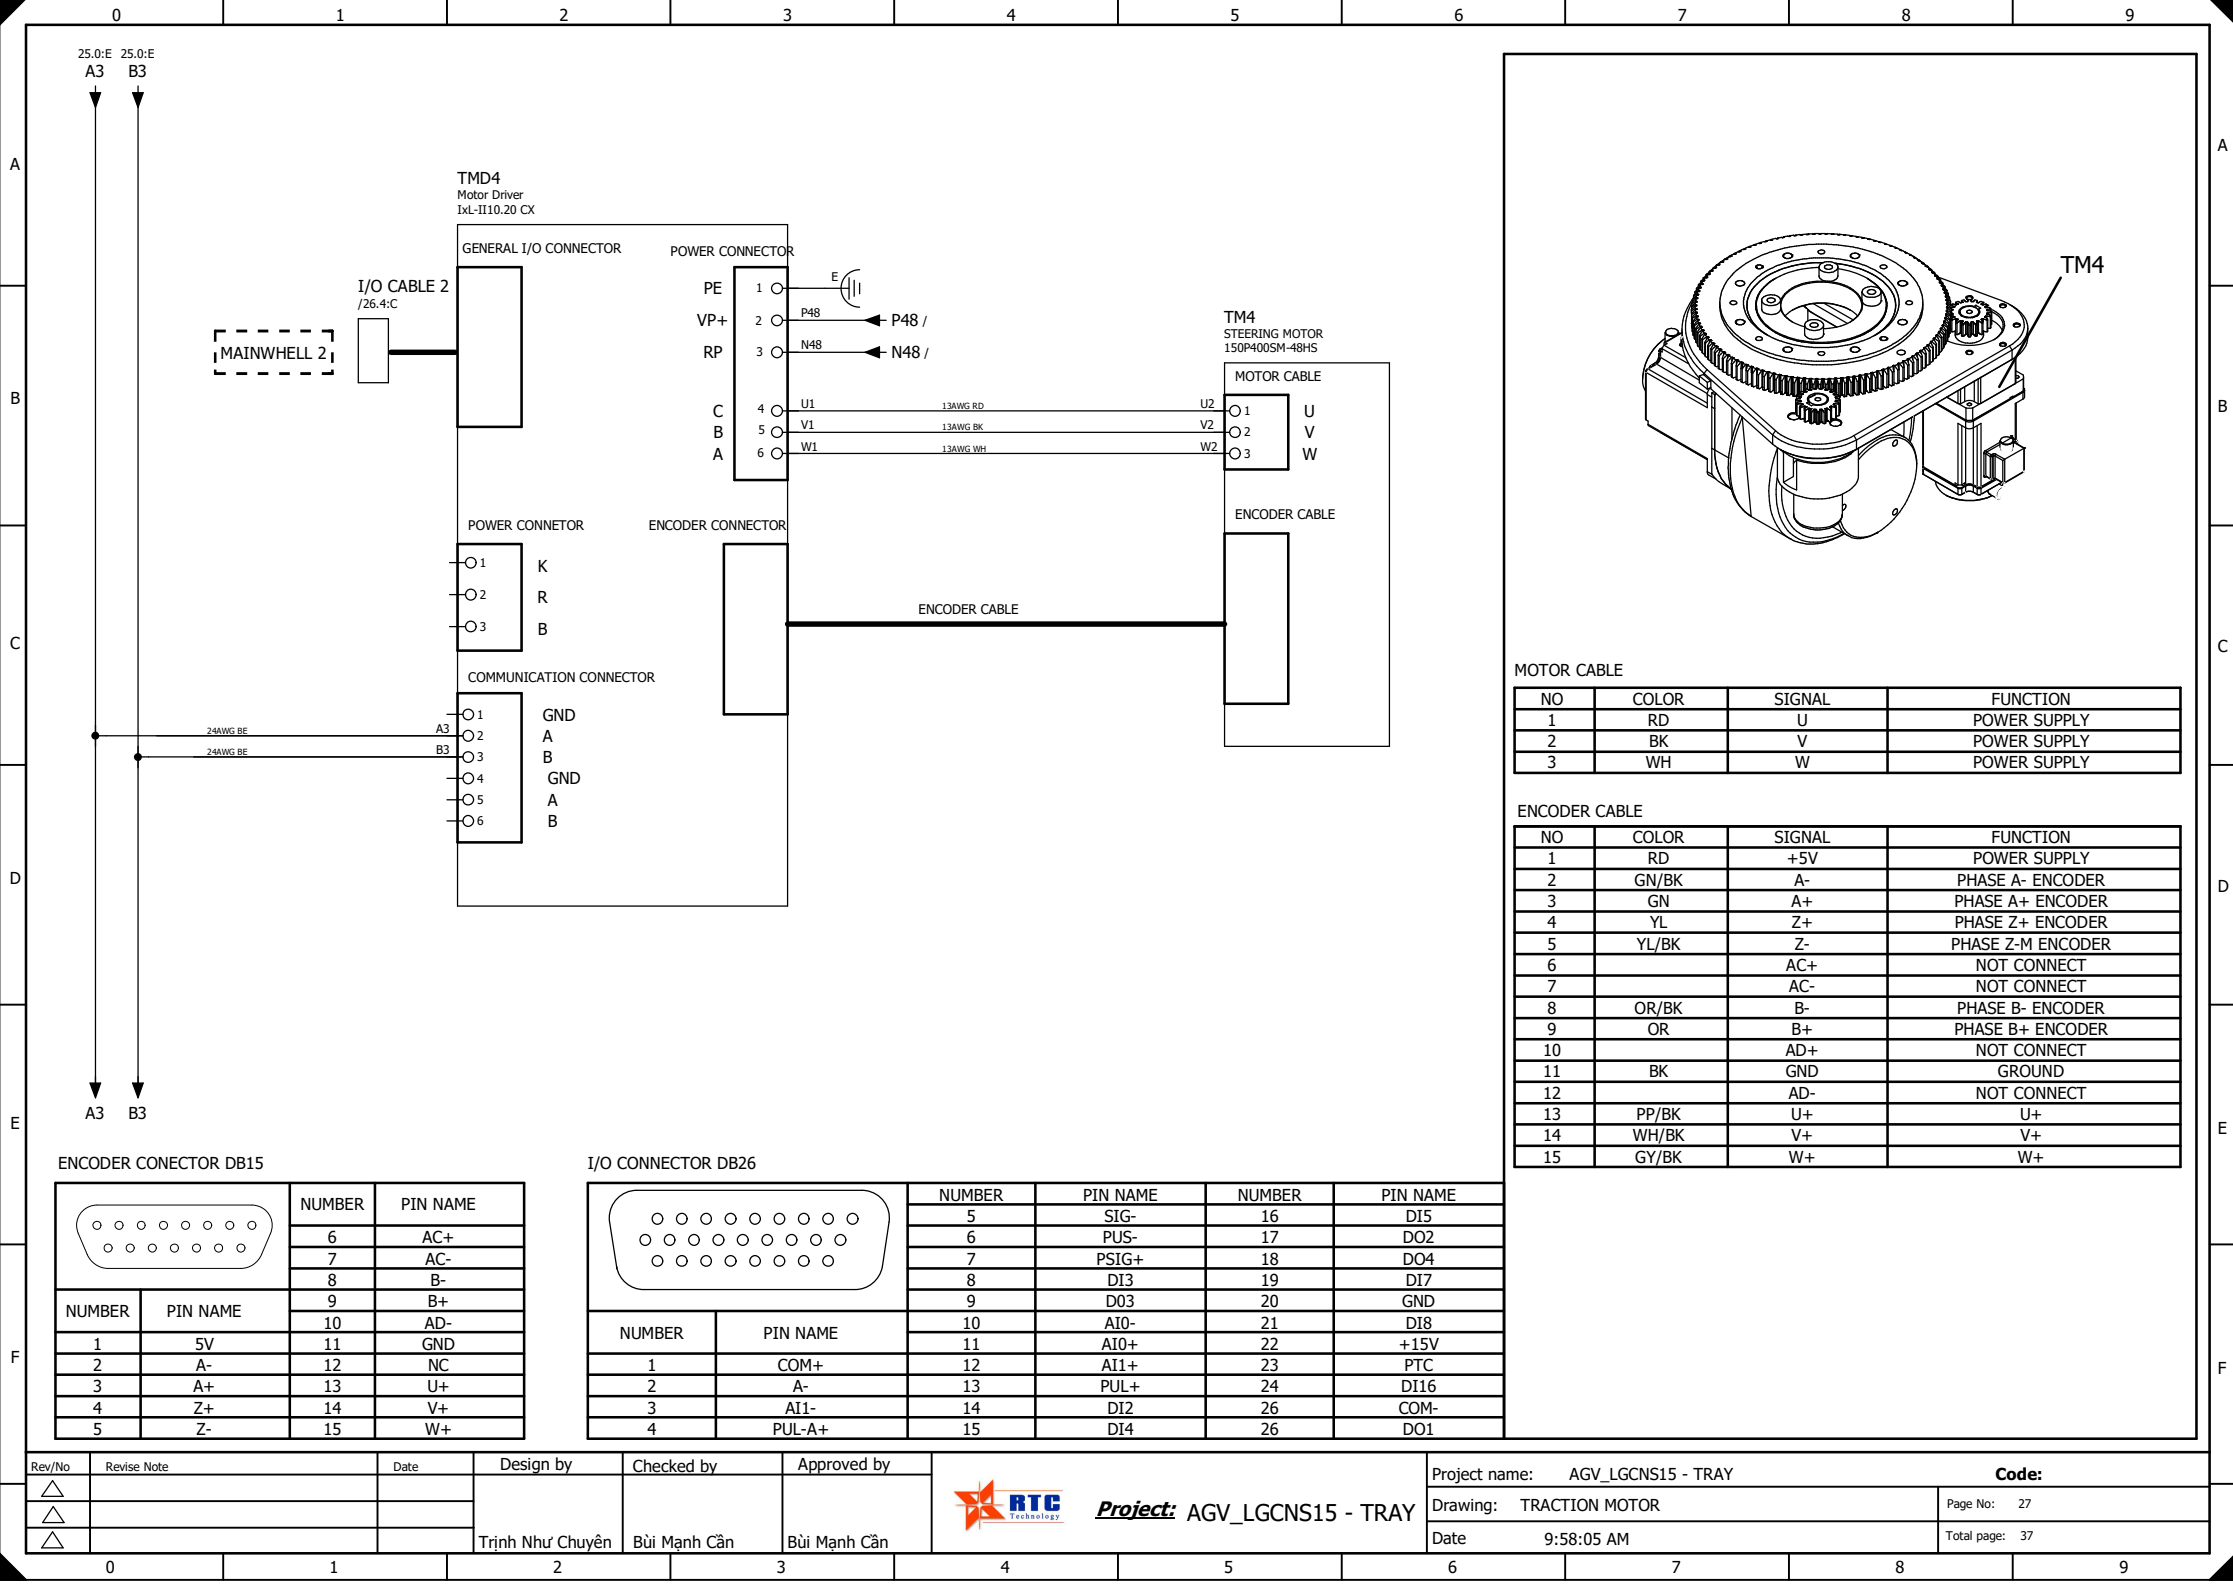 0 1 2 3 4 5 6 7 8 9
25.0:E 25.0:E
A3 B3
A
A
TMD4
Motor Driver
IxL-II10.20 CX
GENERAL I/O CONNECTOR
POWER CONNECTOR
I/O CABLE 2
/26.4:C
MAINWHELL 2
PE 1 E
VP+ 2 P48 P48 /
RP 3 N48 N48 /
C 4 U1 13AWG RD U2 1 U
B 5 V1 13AWG BK V2 2 V
A 6 W1 13AWG WH W2 3 W
TM4
STEERING MOTOR
150P400SM-48HS
MOTOR CABLE
TM4
B
B
POWER CONNETOR
1 K
2 R
3 B
ENCODER CONNECTOR
ENCODER CABLE
ENCODER CABLE
C
C
COMMUNICATION CONNECTOR
1 GND
24AWG BE A3 2 A
24AWG BE B3 3 B
4 GND
5 A
6 B
MOTOR CABLE
NO COLOR SIGNAL FUNCTION
1 RD U POWER SUPPLY
2 BK V POWER SUPPLY
3 WH W POWER SUPPLY
D
D
ENCODER CABLE
NO COLOR SIGNAL FUNCTION
1 RD +5V POWER SUPPLY
2 GN/BK A- PHASE A- ENCODER
3 GN A+ PHASE A+ ENCODER
4 YL Z+ PHASE Z+ ENCODER
5 YL/BK Z- PHASE Z-M ENCODER
6 AC+ NOT CONNECT
7 AC- NOT CONNECT
8 OR/BK B- PHASE B- ENCODER
9 OR B+ PHASE B+ ENCODER
10 AD+ NOT CONNECT
11 BK GND GROUND
12 AD- NOT CONNECT
13 PP/BK U+ U+
14 WH/BK V+ V+
15 GY/BK W+ W+
A3 B3
E
E
ENCODER CONECTOR DB15
NUMBER PIN NAME
1 5V
2 A-
3 A+
4 Z+
5 Z-
NUMBER PIN NAME
6 AC+
7 AC-
8 B-
9 B+
10 AD-
11 GND
12 NC
13 U+
14 V+
15 W+
I/O CONNECTOR DB26
NUMBER PIN NAME
1 COM+
2 A-
3 AI1-
4 PUL-A+
NUMBER PIN NAME NUMBER PIN NAME
5 SIG- 16 DI5
6 PUS- 17 DO2
7 PSIG+ 18 DO4
8 DI3 19 DI7
9 D03 20 GND
10 AI0- 21 DI8
11 AI0+ 22 +15V
12 AI1+ 23 PTC
13 PUL+ 24 DI16
14 DI2 26 COM-
15 DI4 26 DO1
F
F
Rev/No Revise Note Date Design by Checked by Approved by
Trịnh Như Chuyên Bùi Mạnh Cần Bùi Mạnh Cần
RTC
Technology
Project: AGV_LGCNS15 - TRAY
Project name: AGV_LGCNS15 - TRAY Code:
Drawing: TRACTION MOTOR Page No: 27
Date 9:58:05 AM Total page: 37
0 1 2 3 4 5 6 7 8 9